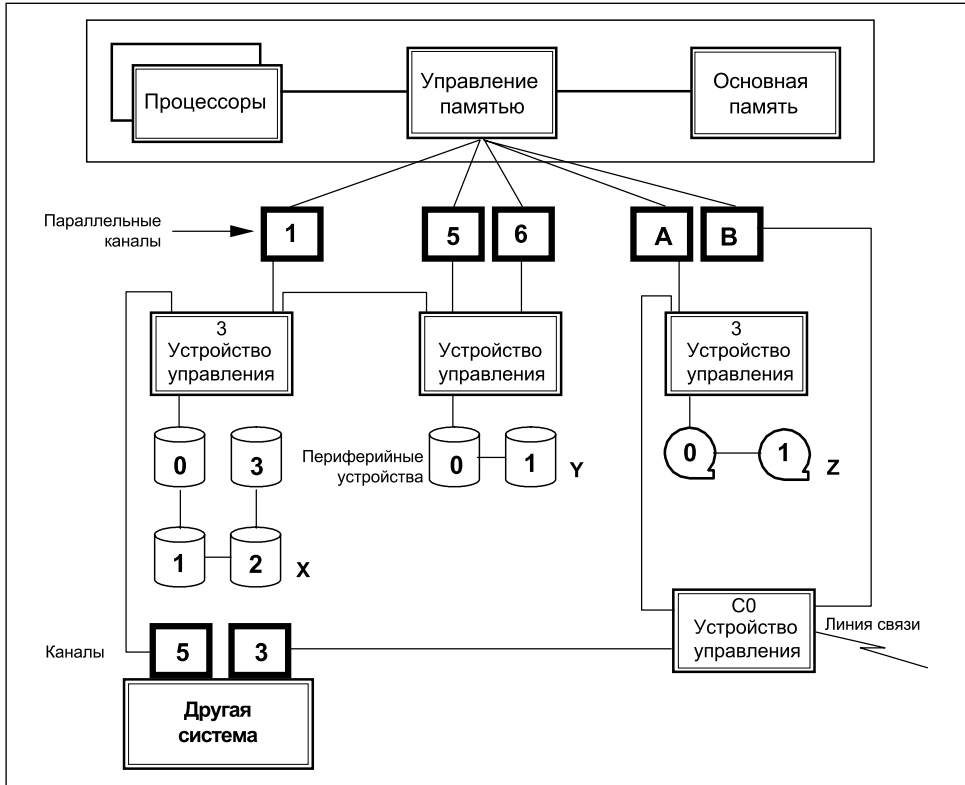 Процессоры
Управление
памятью
Основная
память
Параллельные
каналы
1
5
6
A
B
3
Устройство
управления
Устройство
управления
3
Устройство
управления
0
3
1
2
X
Периферийные
устройства
0
1
Y
0
1
Z
C0
Устройство
управления
Линия связи
Каналы
5
3
Другая
система